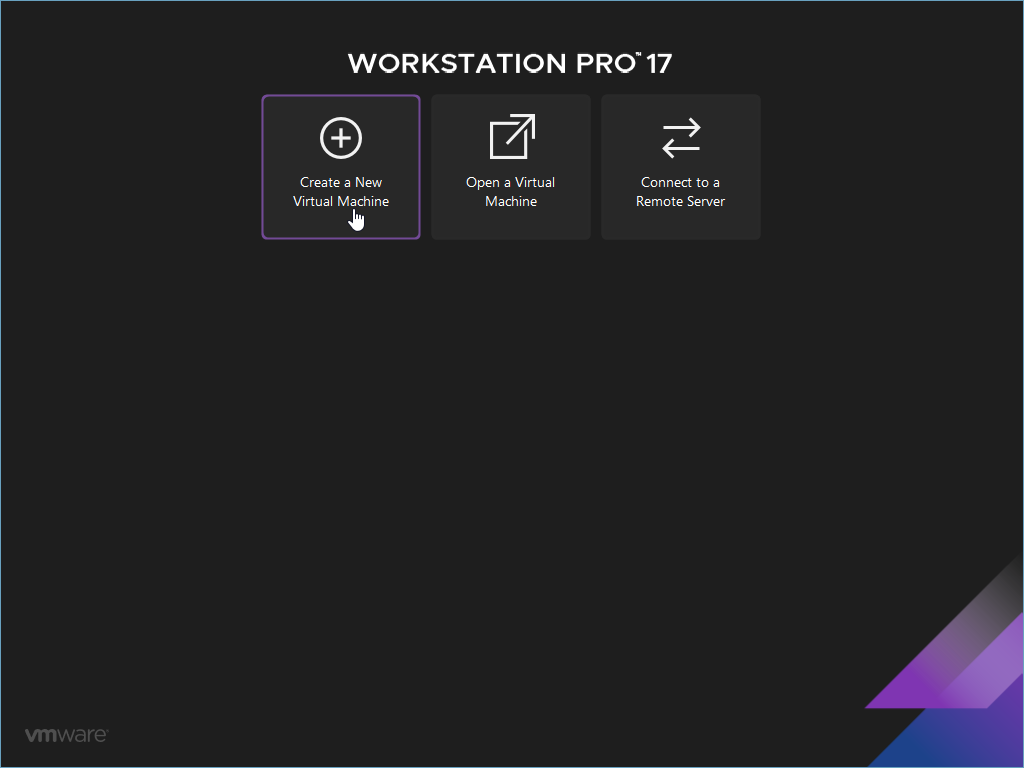 WORKSTATION PRO™ 17
Create a New
Virtual Machine
Open a Virtual
Machine
Connect to a
Remote Server
vmware®